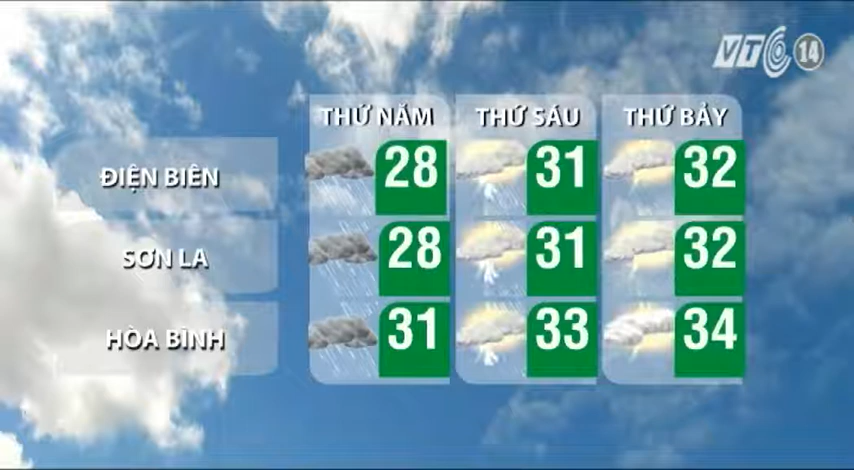 VTC 14
THỨ NĂM THỨ SÁU THỨ BẢY
ĐIỆN BIÊN 28 31 32
SƠN LA 28 31 32
HÒA BÌNH 31 33 34